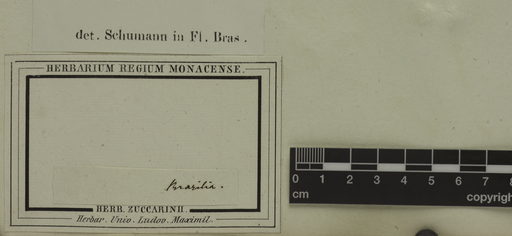 det. Schumann in Fl. Bras.
HERBARIUM REGIUM MONACENSE.
Brasilia.
HERB. ZUCCARINII.
Herbar. Univ. Ludov. Maximil.
0 1 2 3 4 5 6 7 8
cm
copyrigh